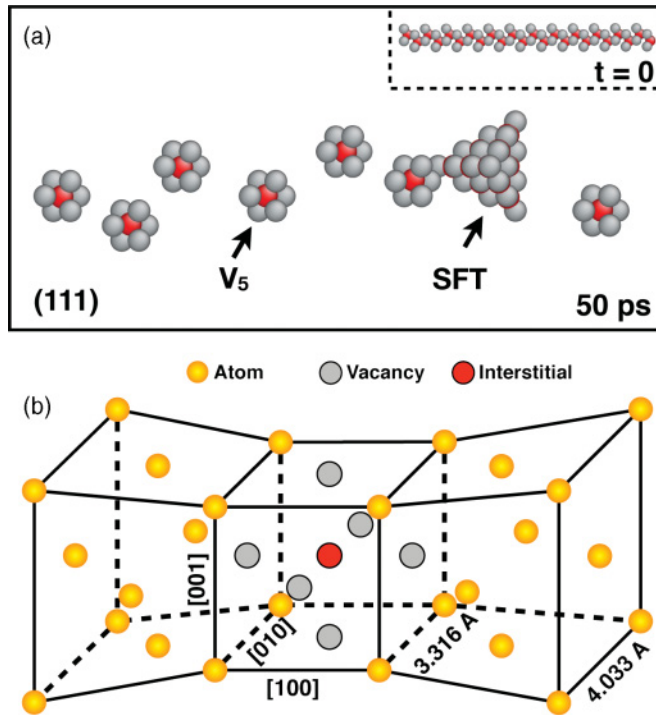 (a)
t = 0
V₅
SFT
(111)
50 ps
Atom Vacancy Interstitial
(b)
[001]
[010]
[100]
3.316 A
4.033 A